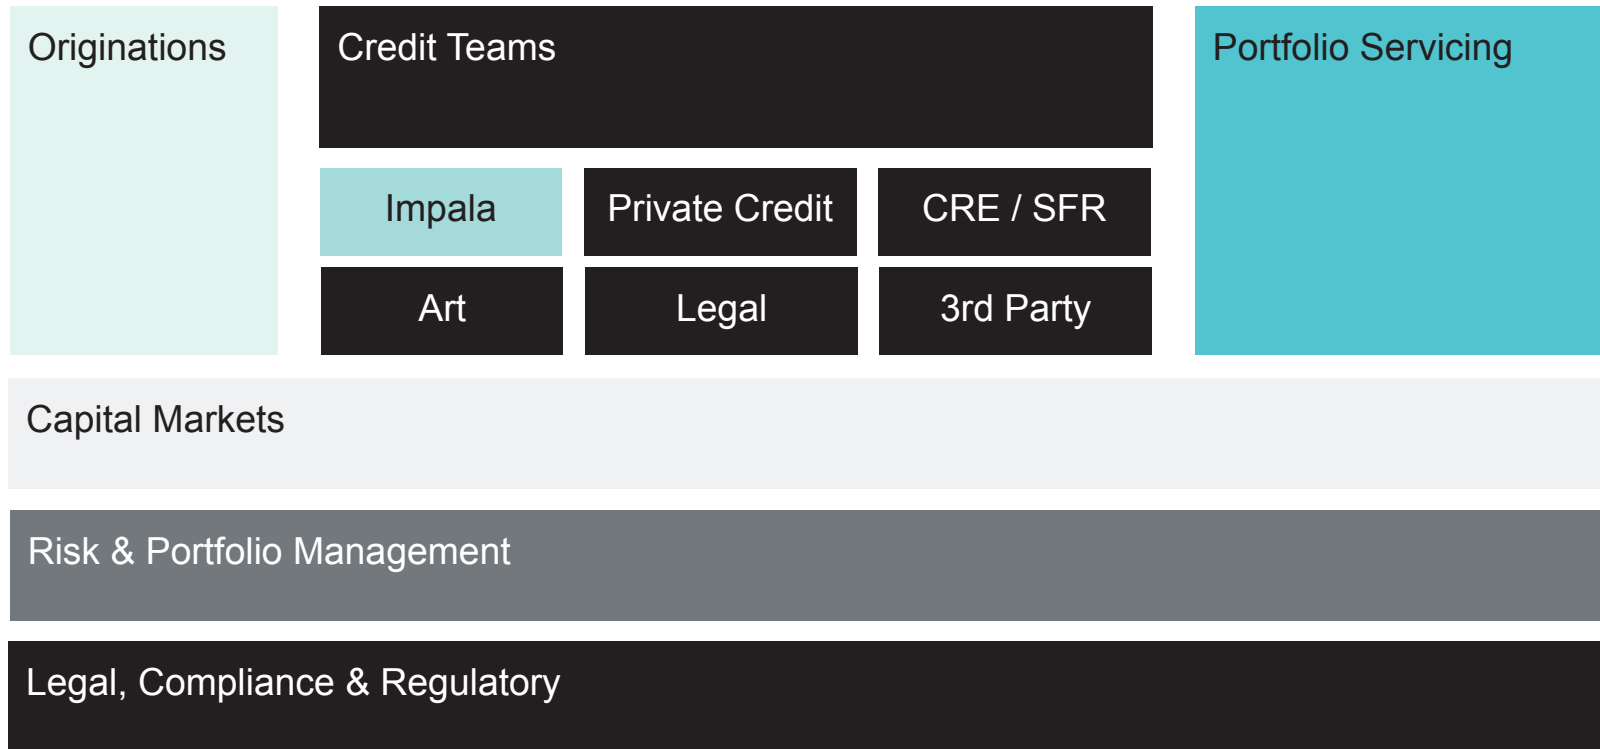 Originations
Credit Teams
Portfolio Servicing
Impala
Private Credit
CRE / SFR
Art
Legal
3rd Party
Capital Markets
Risk & Portfolio Management
Legal, Compliance & Regulatory